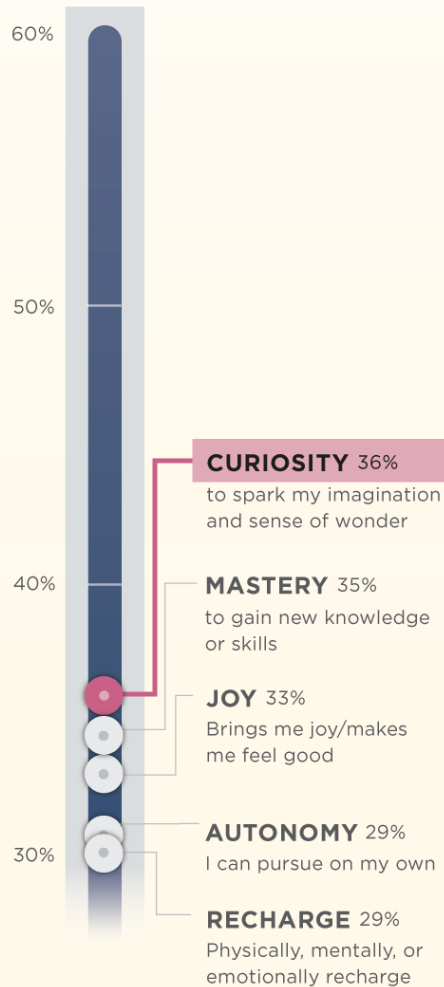 60%
50%
CURIOSITY 36%
to spark my imagination
and sense of wonder
40%
MASTERY 35%
to gain new knowledge
or skills
JOY 33%
Brings me joy/makes
me feel good
AUTONOMY 29%
30%
I can pursue on my own
RECHARGE 29%
Physically, mentally, or
emotionally recharge